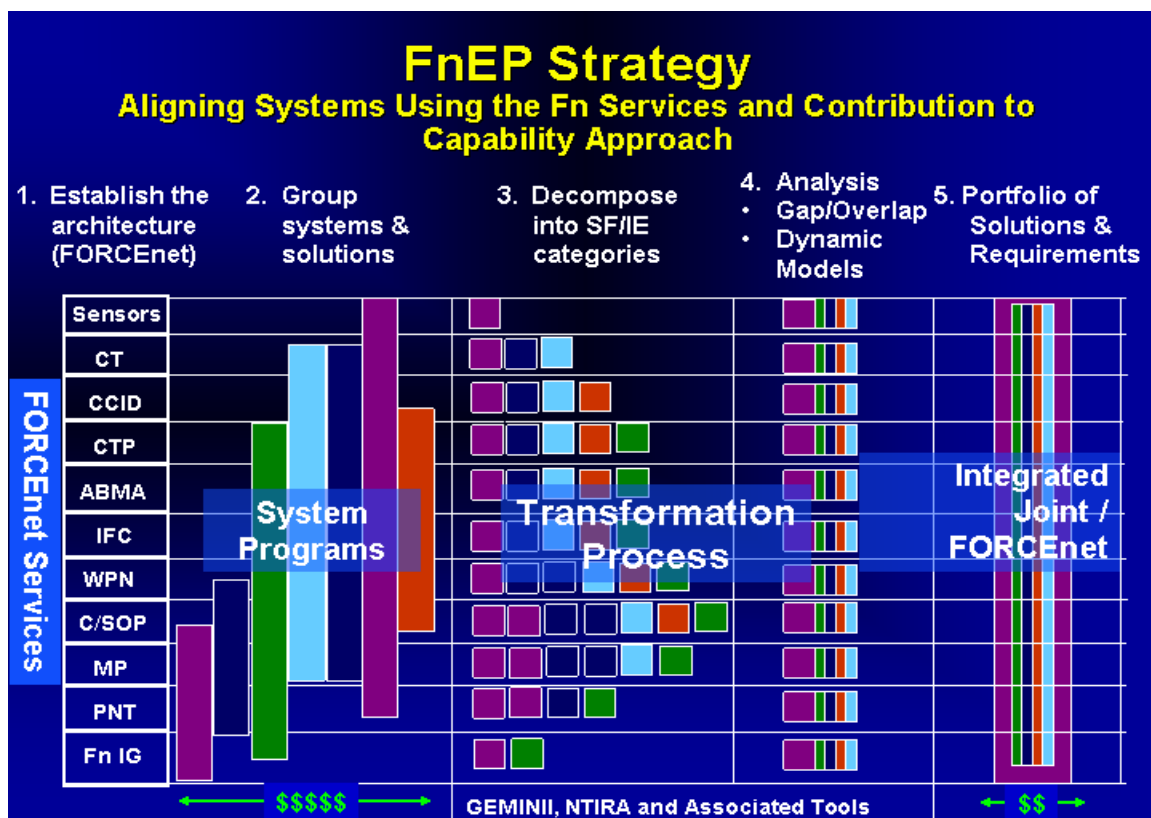 FnEP Strategy
Aligning Systems Using the Fn Services and Contribution to
Capability Approach
1. Establish the
architecture
(FORCEnet)
2. Group
systems &
solutions
3. Decompose
into SF/IE
categories
4. Analysis
• Gap/Overlap
• Dynamic
Models
5. Portfolio of
Solutions &
Requirements
FORCEnet Services
Sensors
CT
CCID
CTP
ABMA
IFC
WPN
C/SOP
MP
PNT
Fn IG
System
Programs
Transformation
Process
Integrated
Joint /
FORCEnet
$$$$$
GEMINII, NTIRA and Associated Tools
$$